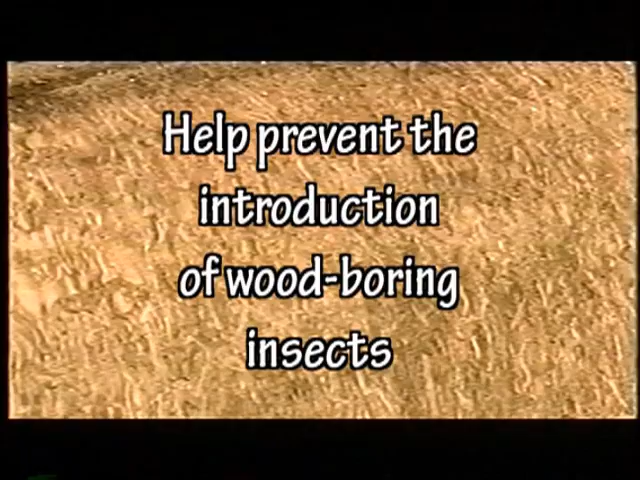 Help prevent the
introduction
of wood-boring
insects